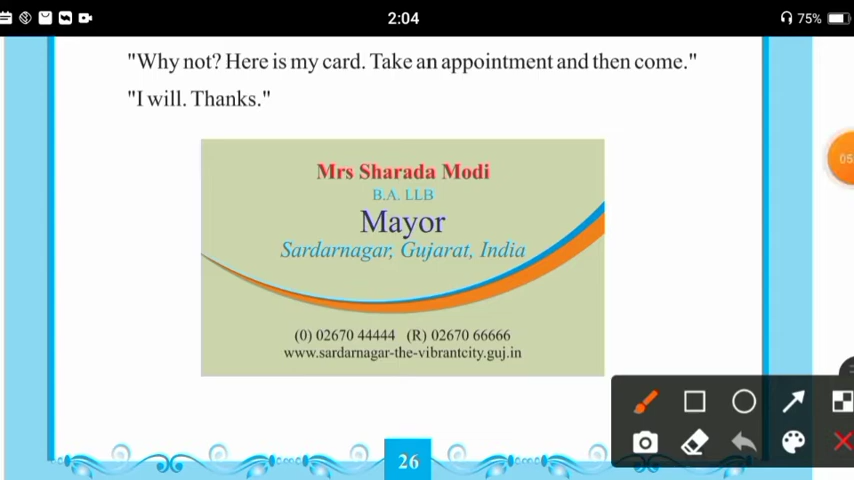 2:04
75%
"Why not? Here is my card. Take an appointment and then come."
"I will. Thanks."
Mrs Sharada Modi
B.A. LLB
Mayor
Sardarnagar, Gujarat, India
(0) 02670 44444 (R) 02670 66666
www.sardarnagar-the-vibrantcity.guj.in
05
26